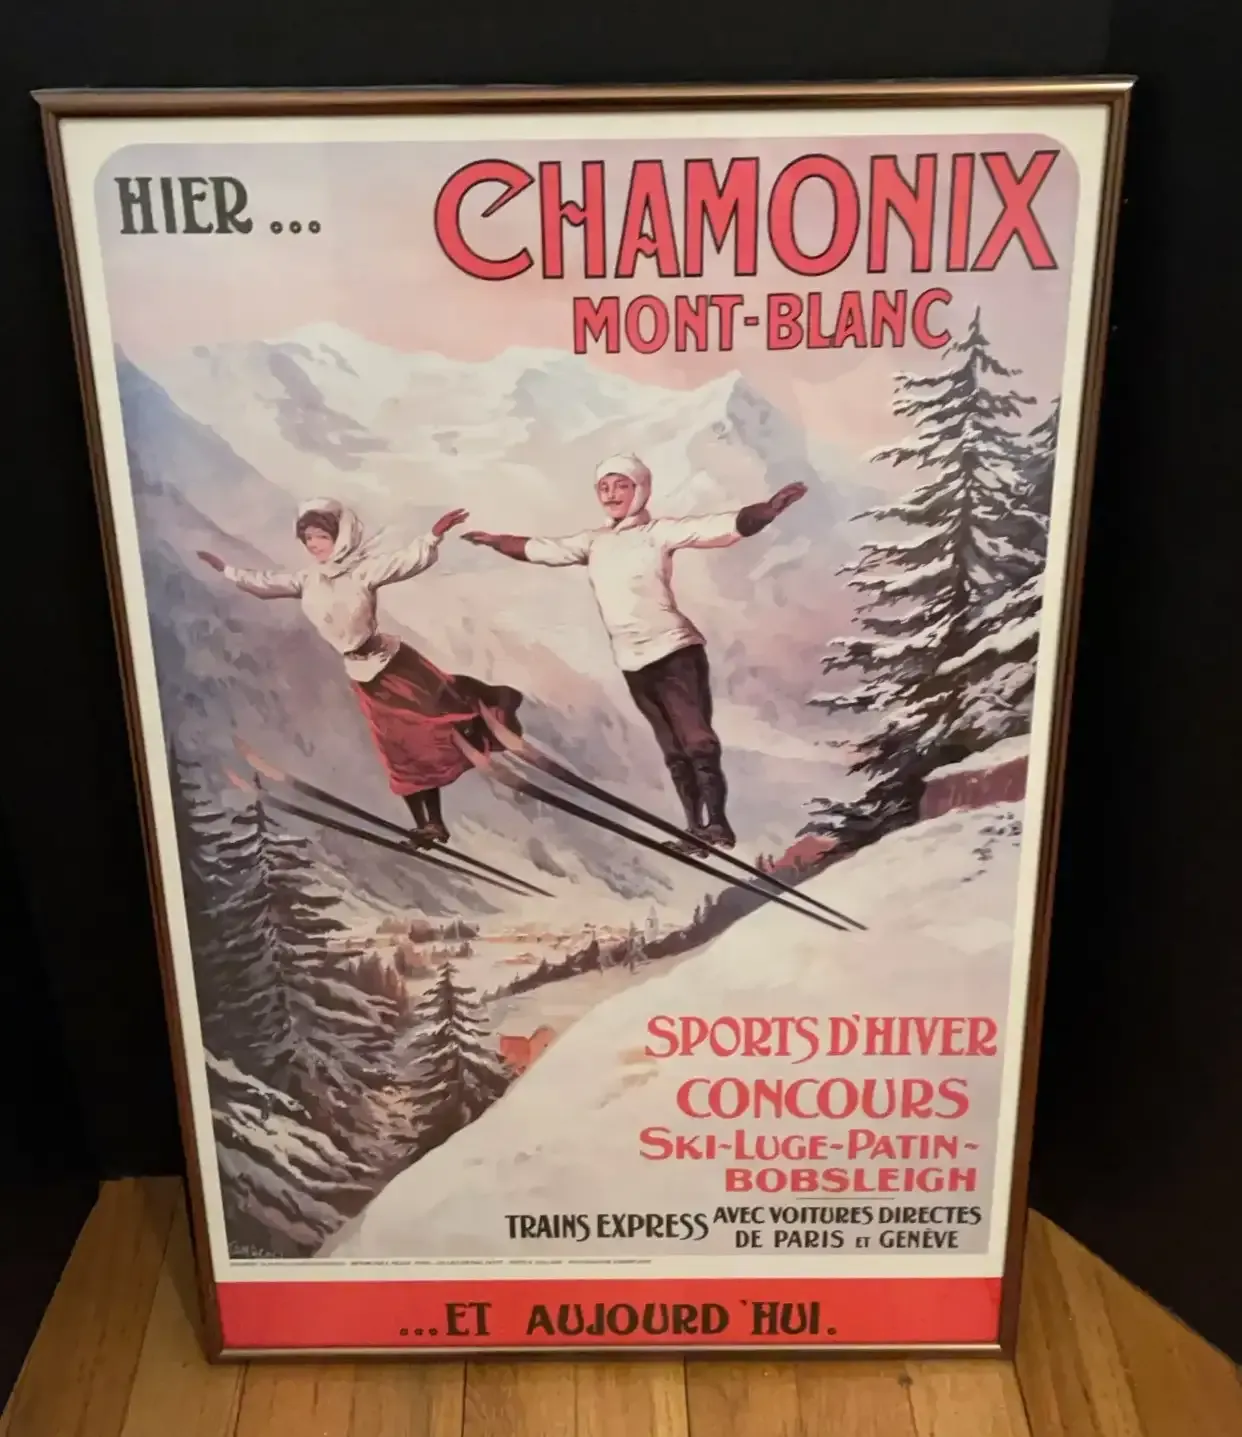 HIER...
CHAMONIX
MONT-BLANC
SPORTS D'HIVER
CONCOURS
SKI-LUGE-PATIN-
BOBSLEIGH
TRAINS EXPRESS AVEC VOITURES DIRECTES
DE PARIS ET GENÈVE
...ET AUJOURD'HUI.